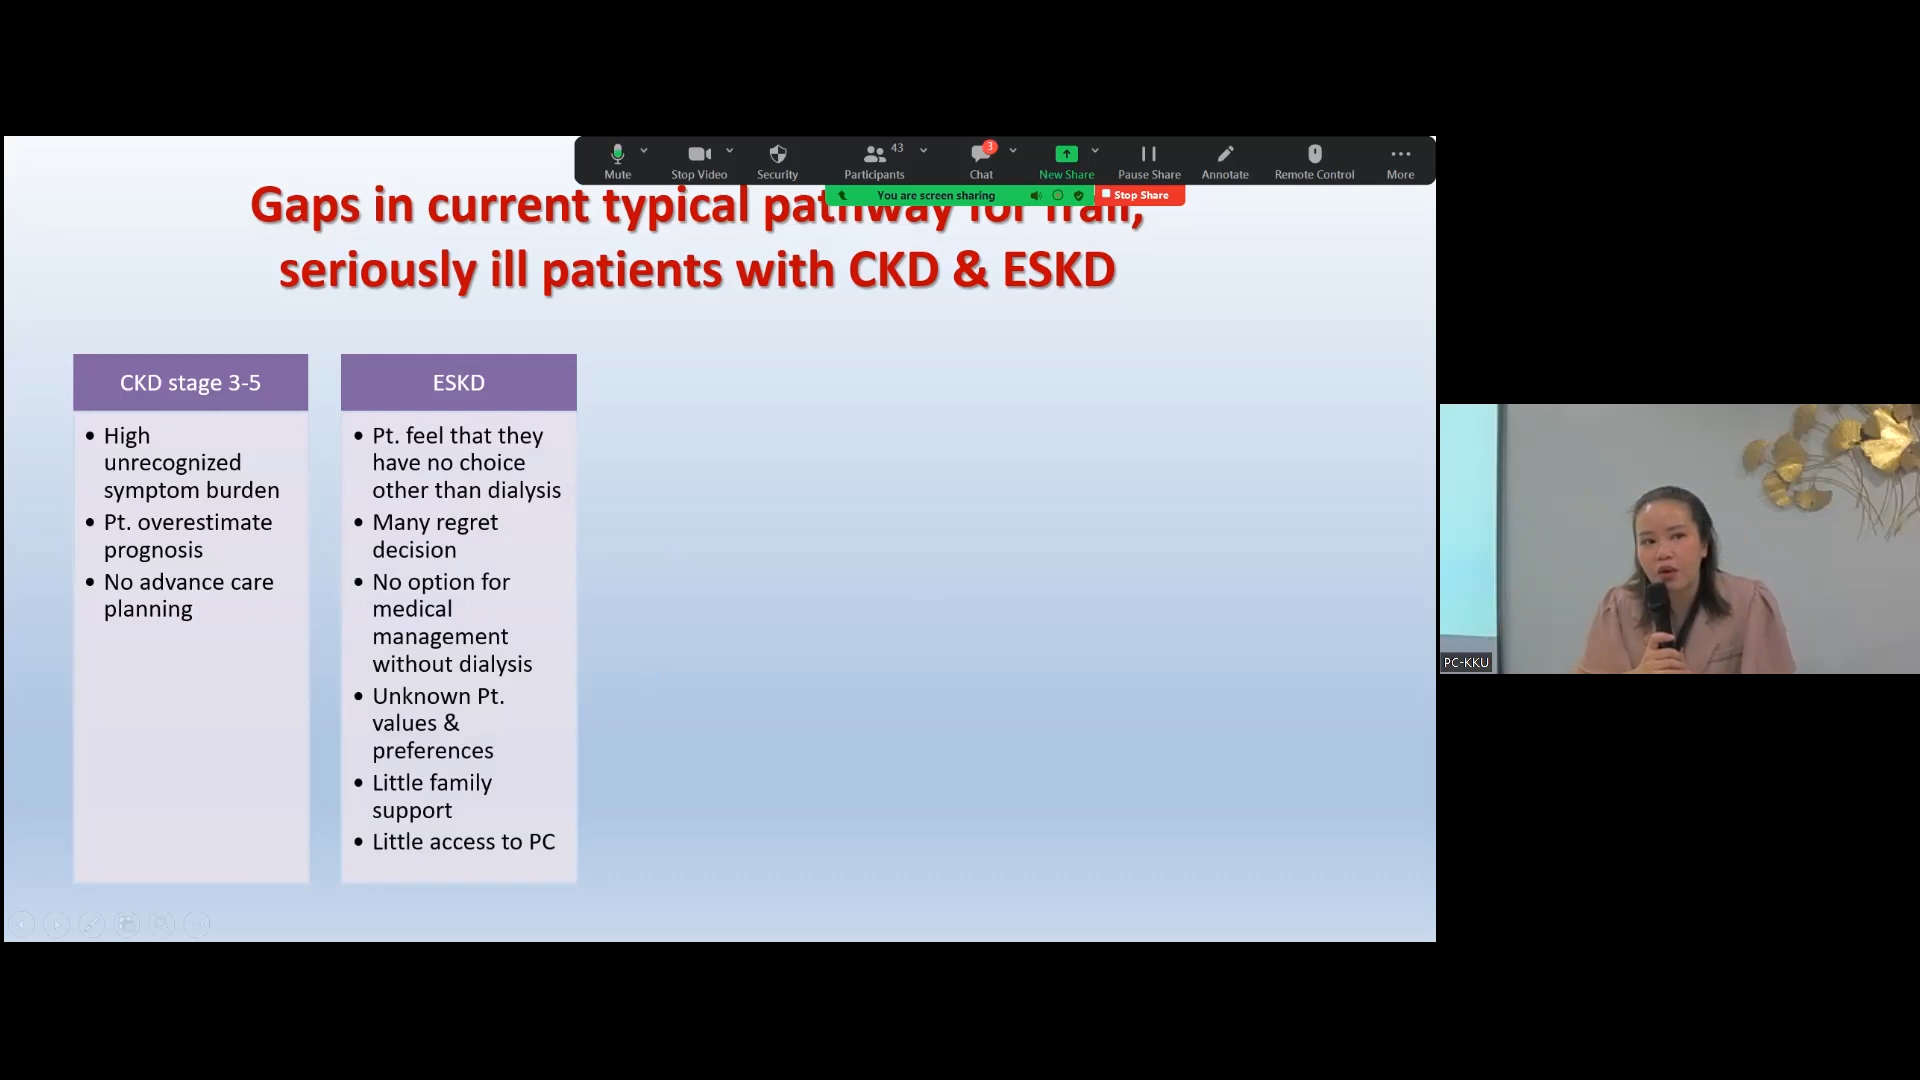 Mute
Stop Video
Security
Participants
43
Chat
3
New Share
Pause Share
Annotate
Remote Control
More
You are screen sharing
Stop Share
Gaps in current typical pathway for frail,
seriously ill patients with CKD & ESKD
CKD stage 3-5
• High
unrecognized
symptom burden
• Pt. overestimate
prognosis
• No advance care
planning
ESKD
• Pt. feel that they
have no choice
other than dialysis
• Many regret
decision
• No option for
medical
management
without dialysis
• Unknown Pt.
values &
preferences
• Little family
support
• Little access to PC
PC-KKU